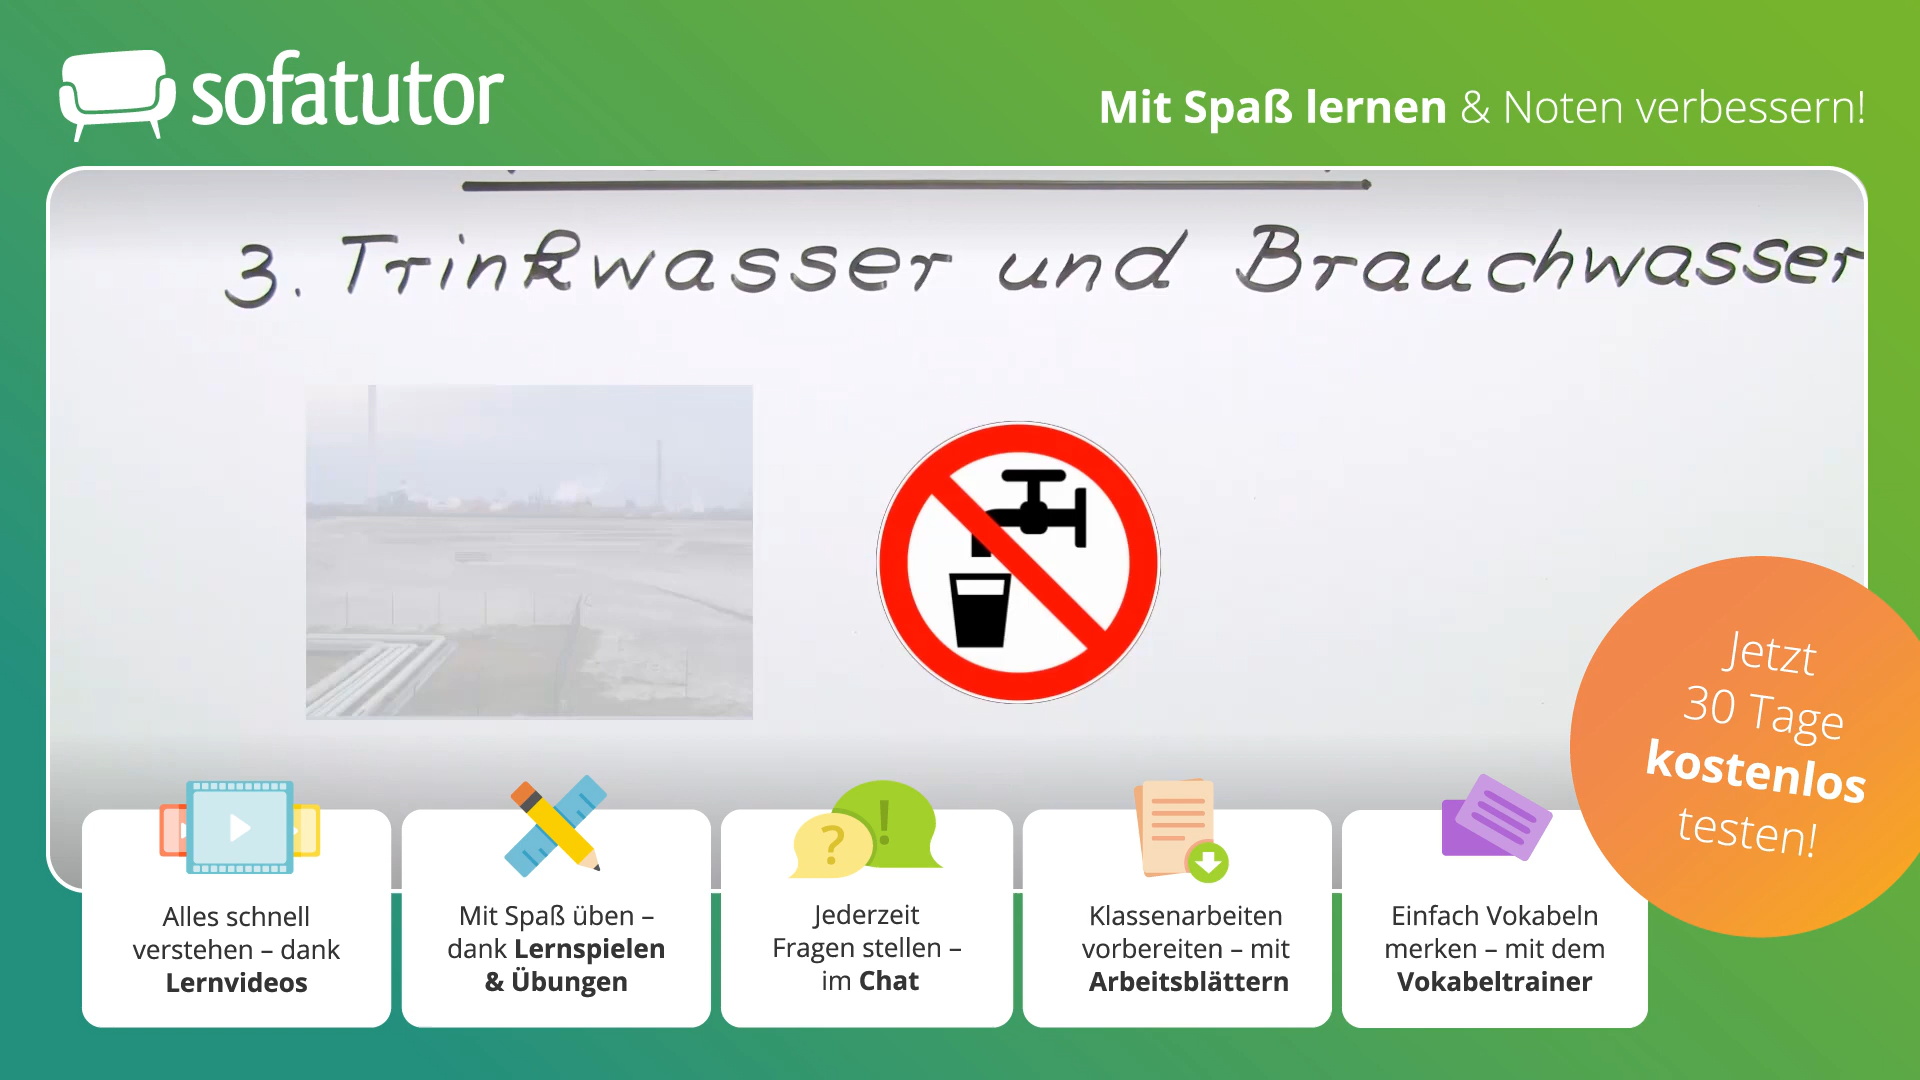 sofatutor
Mit Spaß lernen & Noten verbessern!
3. Trinkwasser und Brauchwasser
Jetzt
30 Tage
kostenlos
testen!
?
!
Alles schnell
verstehen – dank
Lernvideos
Mit Spaß üben –
dank Lernspielen
& Übungen
Jederzeit
Fragen stellen –
im Chat
Klassenarbeiten
vorbereiten – mit
Arbeitsblättern
Einfach Vokabeln
merken – mit dem
Vokabeltrainer